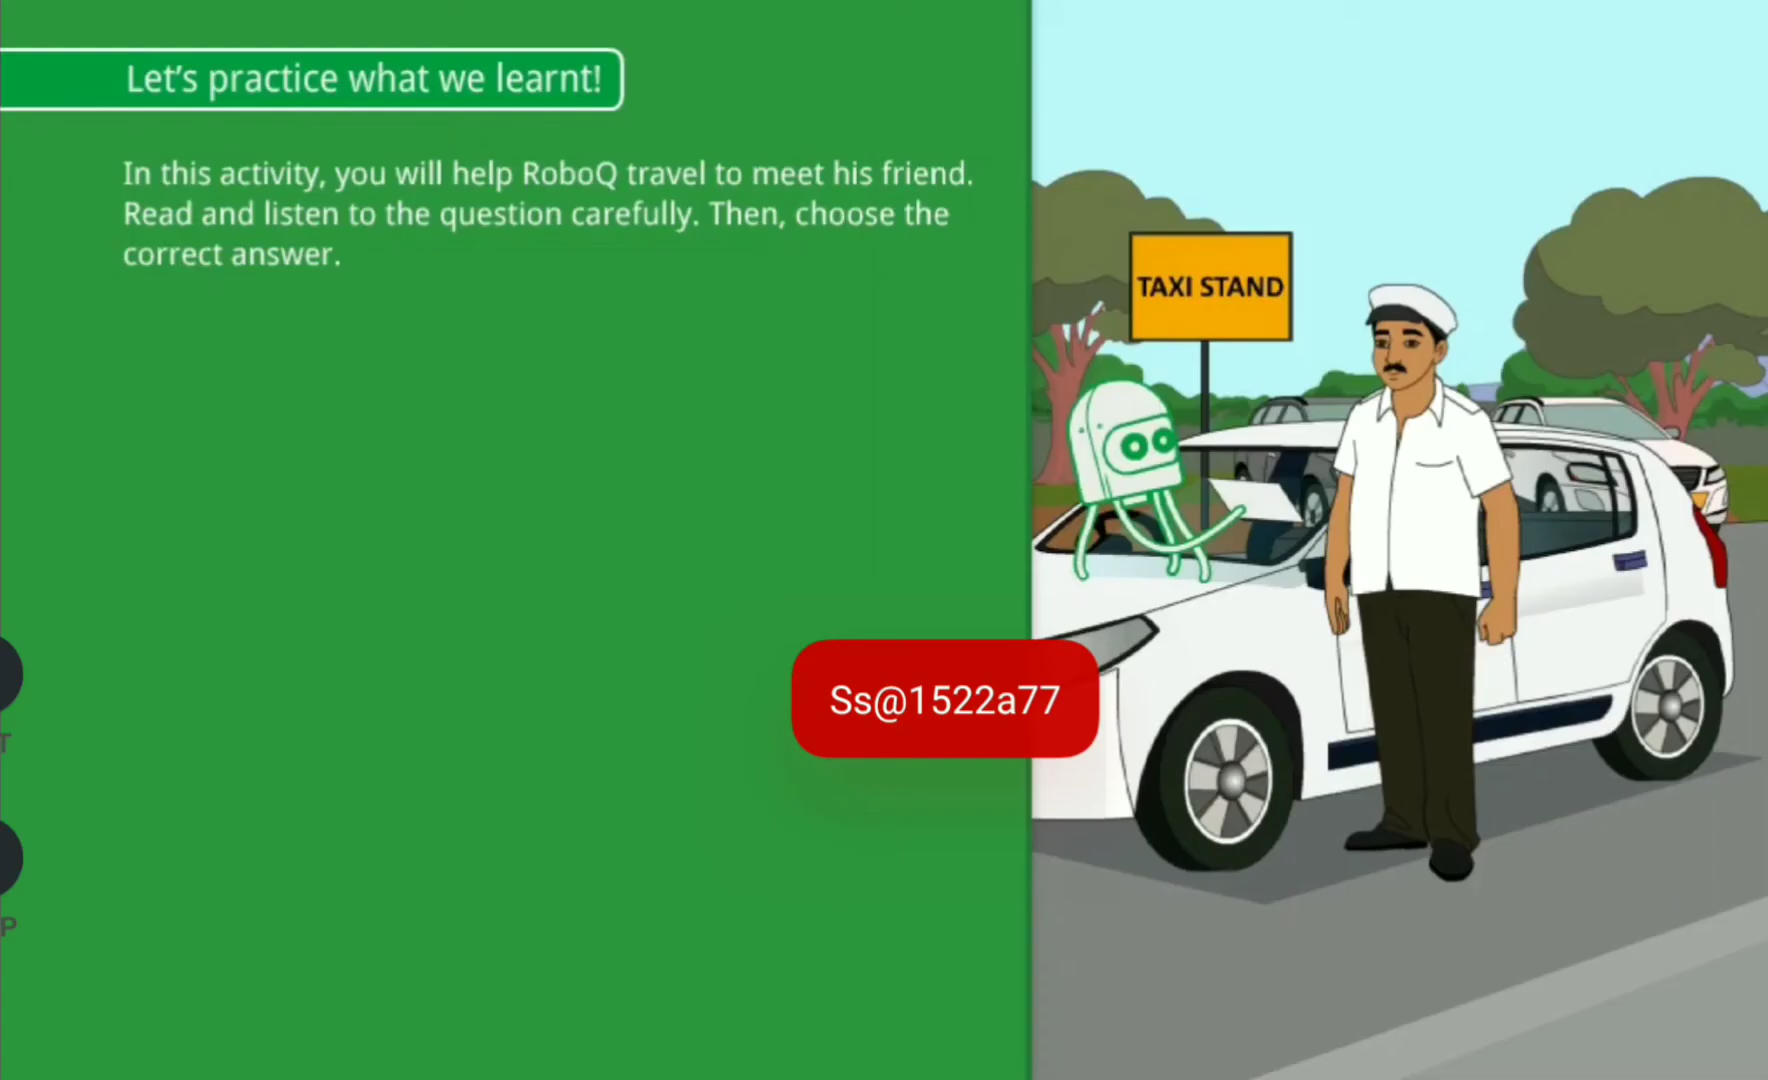 Let's practice what we learnt!
In this activity, you will help RoboQ travel to meet his friend.
Read and listen to the question carefully. Then, choose the
correct answer.
TAXI STAND
Ss@1522a77
T
P